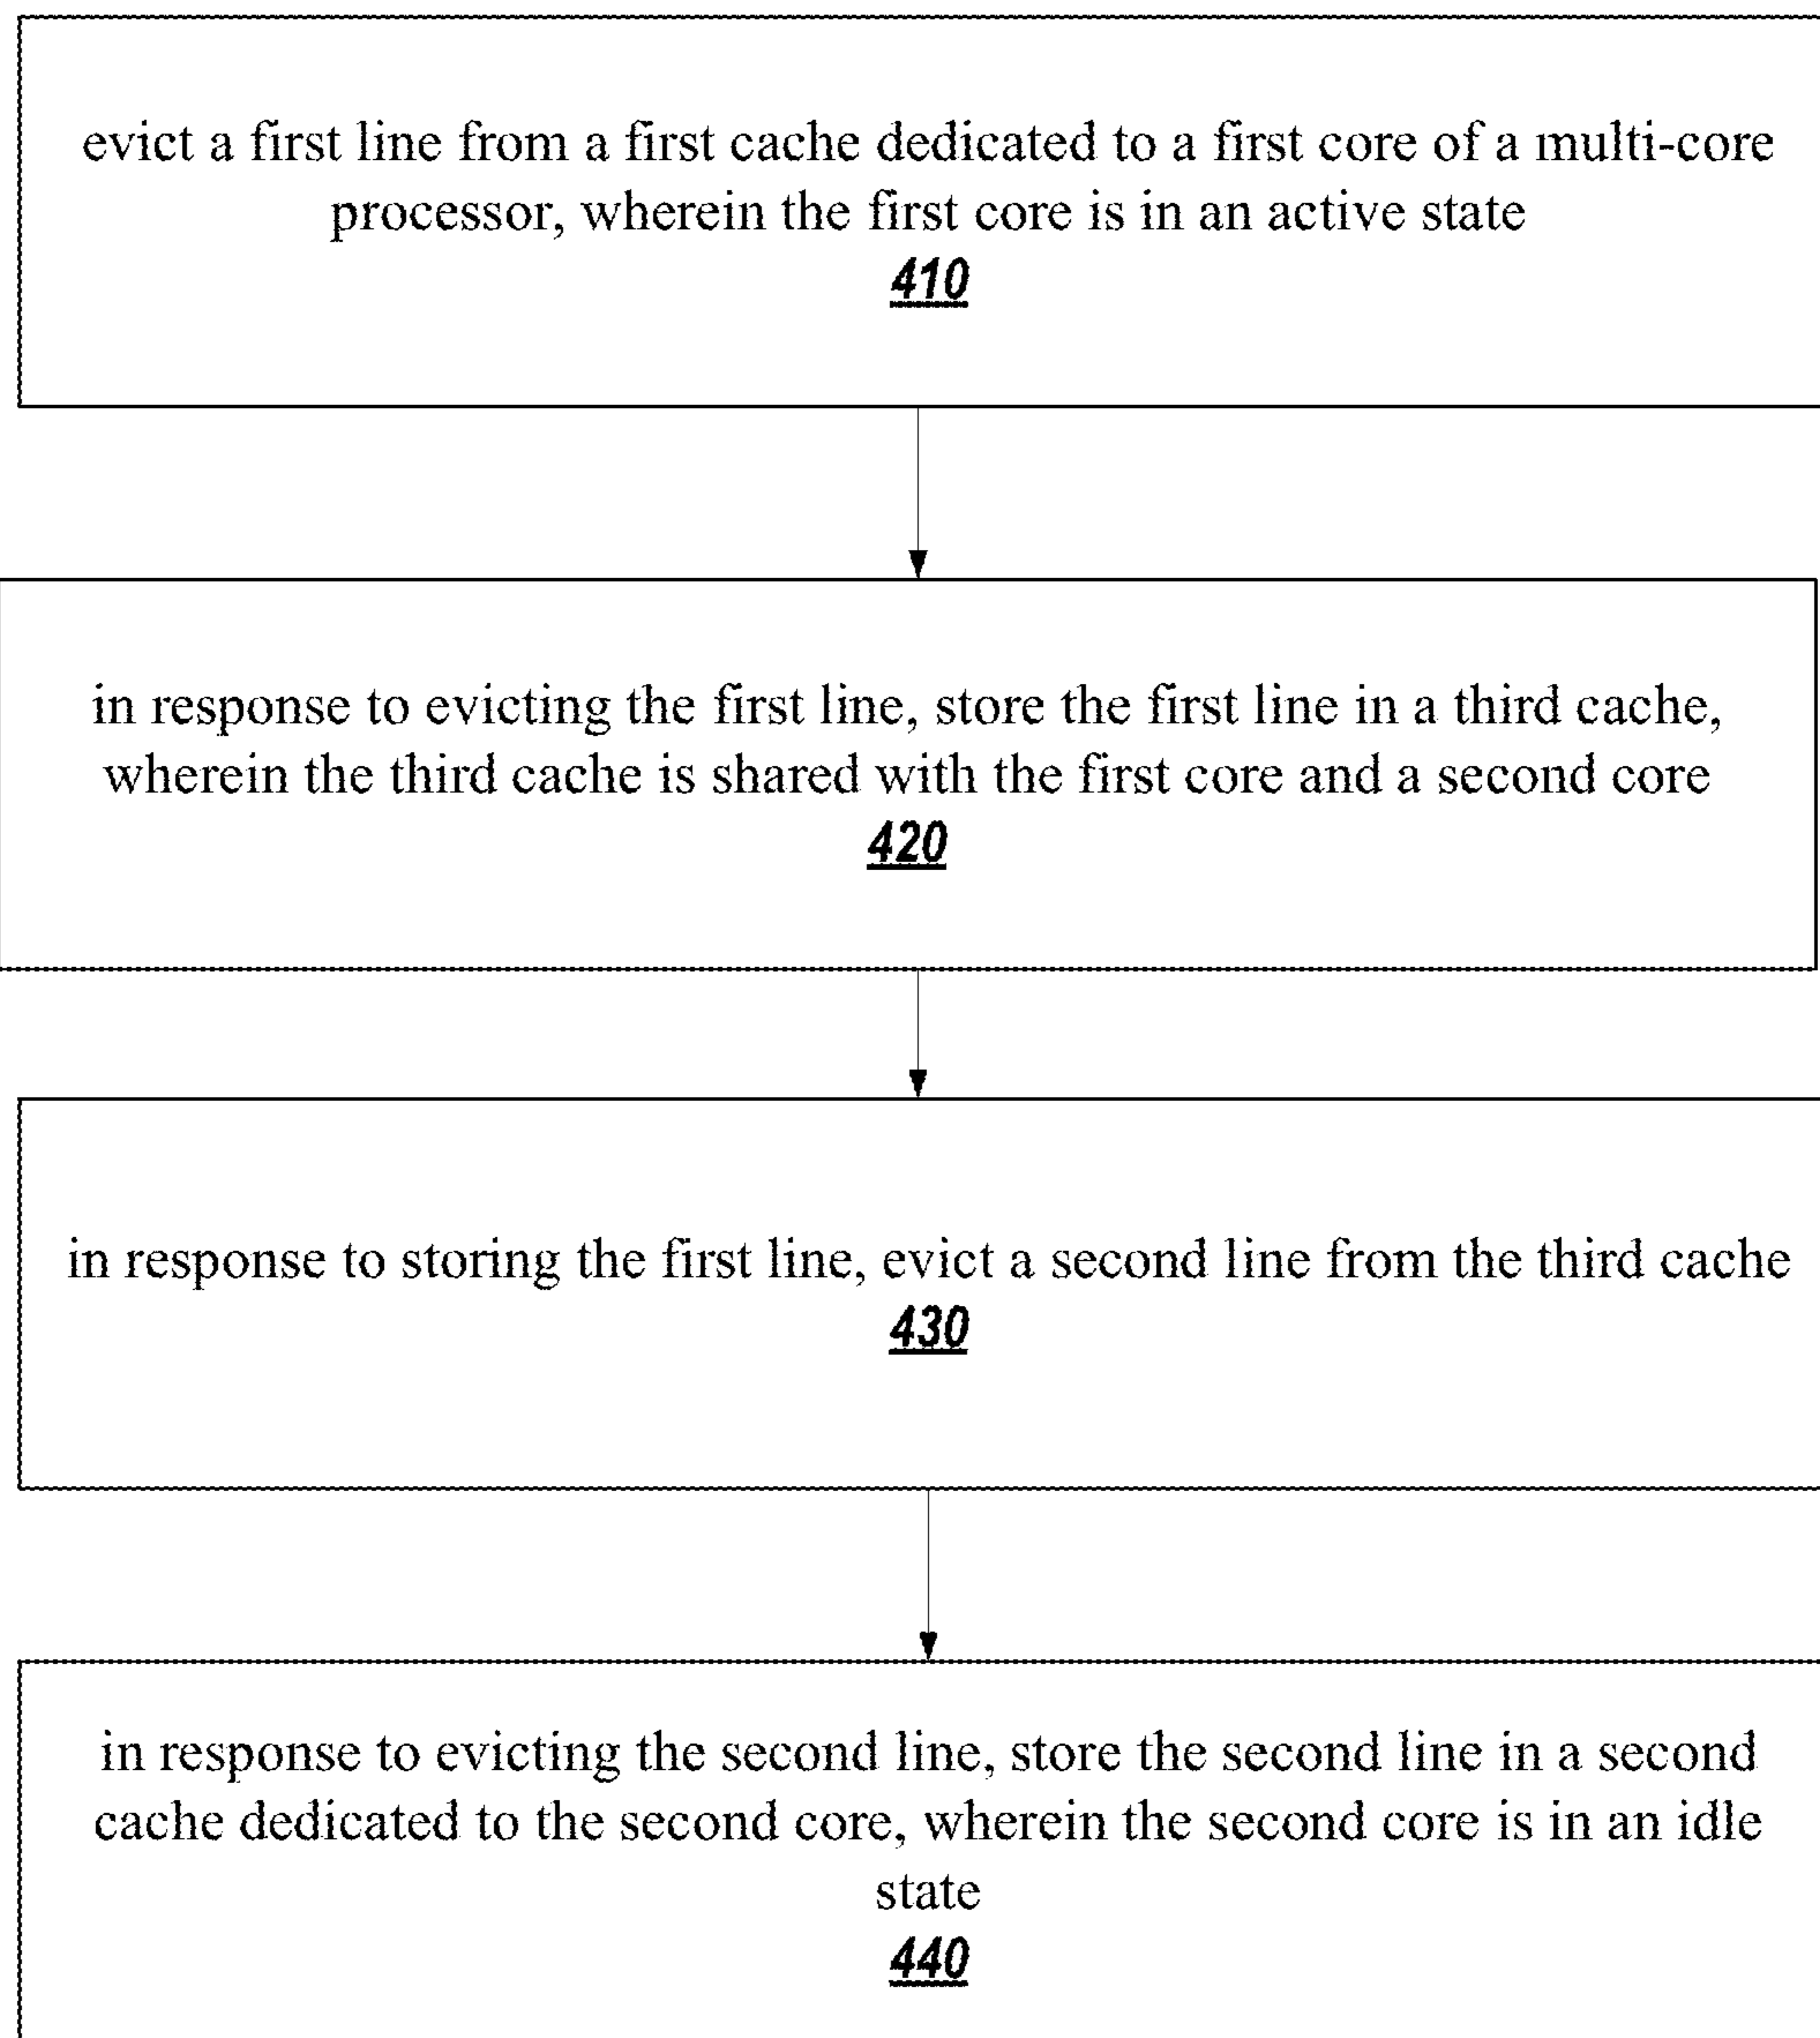 evict a first line from a first cache dedicated to a first core of a multi-core
processor, wherein the first core is in an active state
410
in response to evicting the first line, store the first line in a third cache,
wherein the third cache is shared with the first core and a second core
420
in response to storing the first line, evict a second line from the third cache
430
in response to evicting the second line, store the second line in a second
cache dedicated to the second core, wherein the second core is in an idle
state
440